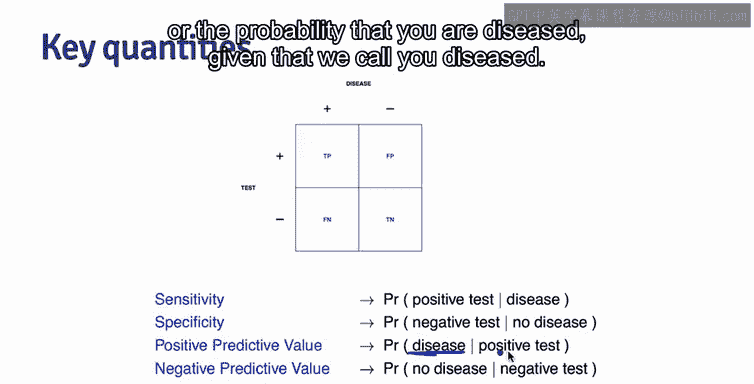 or the probability that you are diseased,
given that we call you diseased.
Key quantities
DISEASE
+ −
+ TP FP
TEST
− FN TN
Sensitivity → Pr ( positive test | disease )
Specificity → Pr ( negative test | no disease )
Positive Predictive Value → Pr ( disease | positive test )
Negative Predictive Value → Pr ( no disease | negative test )